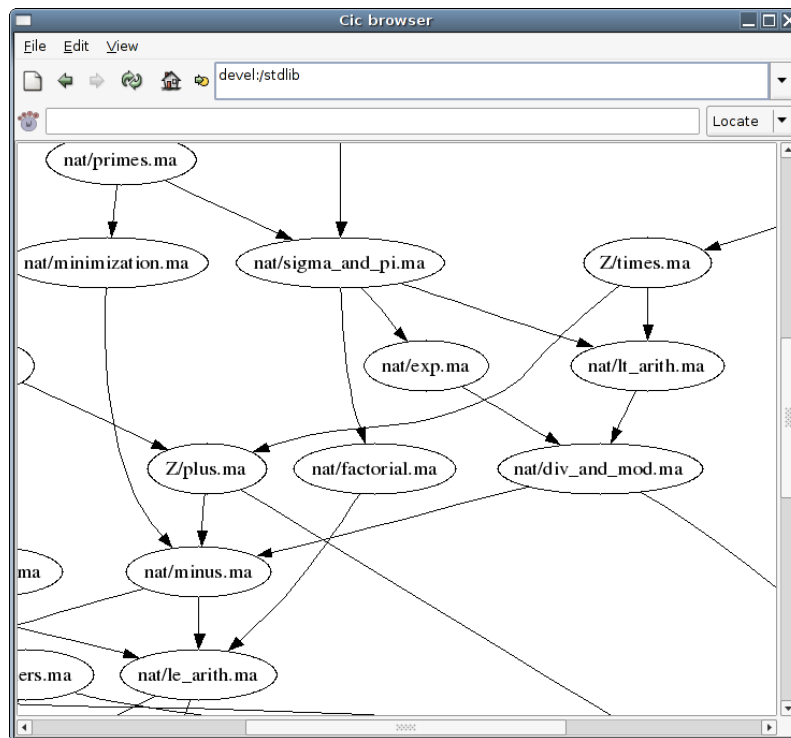 Cic browser
File Edit View
devel:/stdlib
Locate
nat/primes.ma
nat/minimization.ma nat/sigma_and_pi.ma Z/times.ma
nat/exp.ma nat/lt_arith.ma
Z/plus.ma nat/factorial.ma nat/div_and_mod.ma
ma nat/minus.ma
ers.ma nat/le_arith.ma